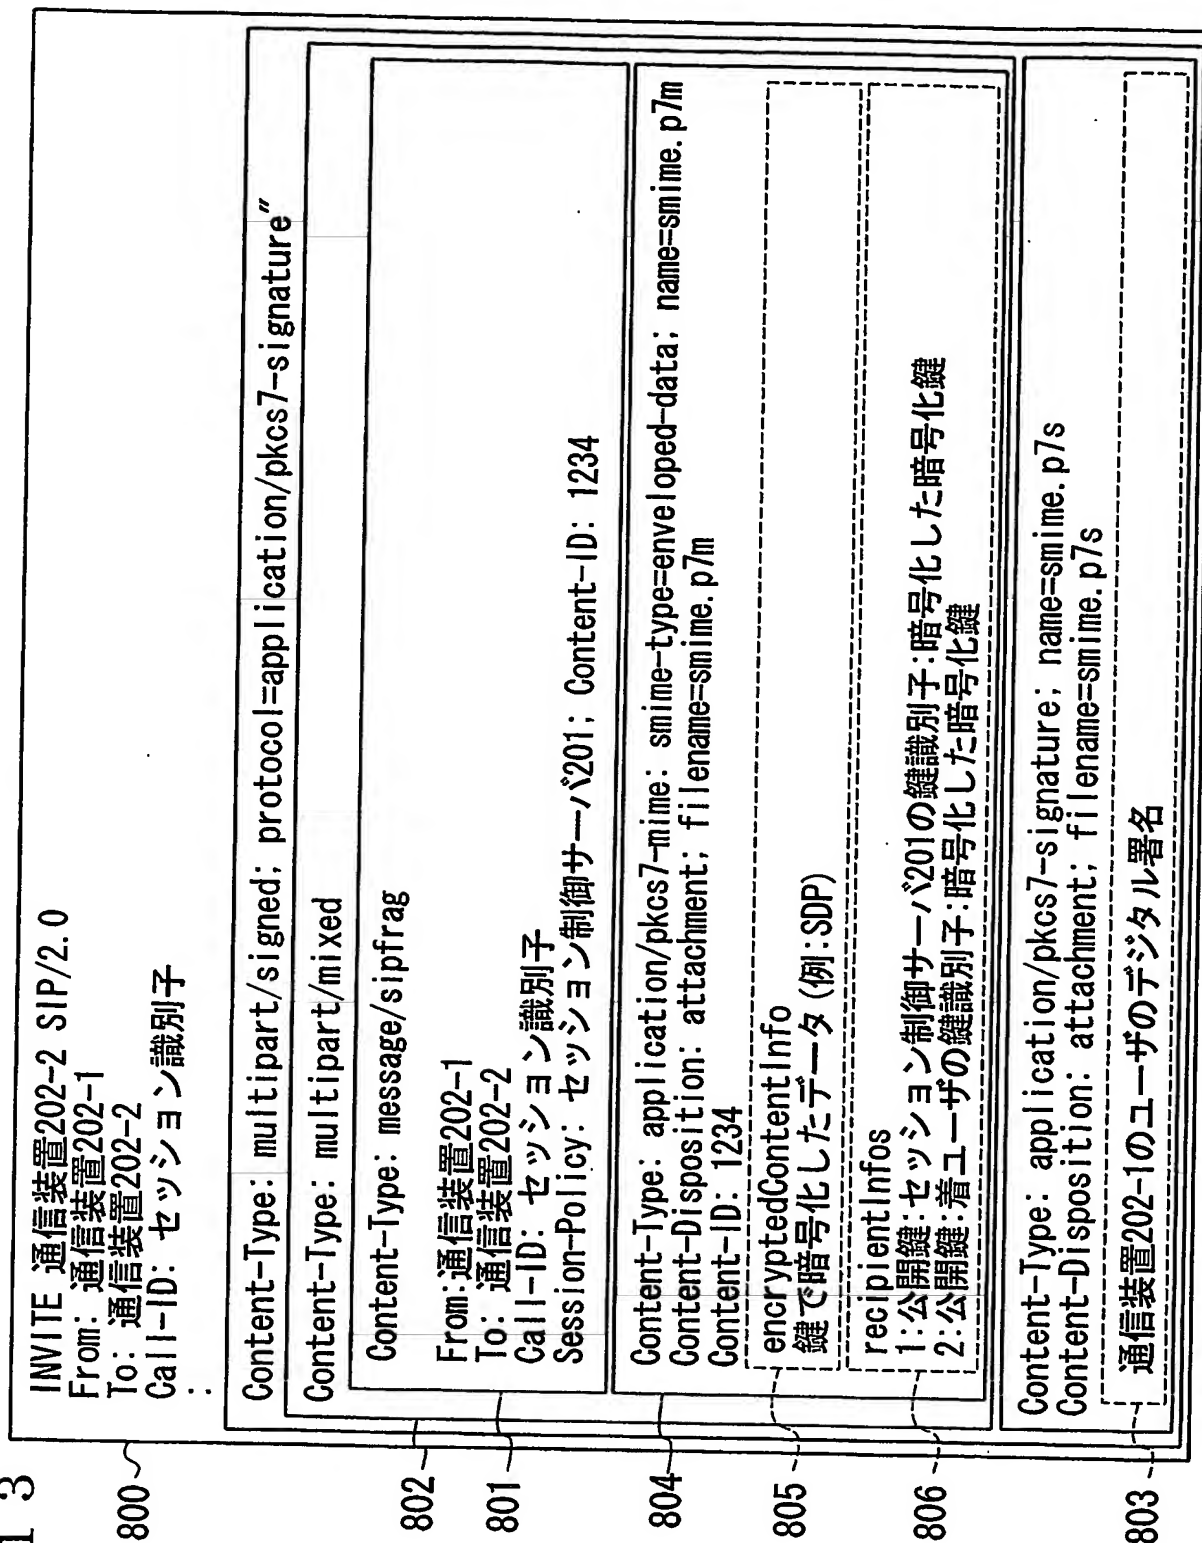 13
800
INVITE 通信装置202-2 SIP/2.0
From: 通信装置202-1
To: 通信装置202-2
Call-ID: セッション識別子
:
Content-Type: multipart/signed; protocol=application/pkcs7-signature”
802
Content-Type: multipart/mixed
801
Content-Type: message/sipfrag
From:通信装置202-1
To: 通信装置202-2
Call-ID: セッション識別子
Session-Policy: セッション制御サーバ201; Content-ID: 1234
804
Content-Type: application/pkcs7-mime: smime-type=enveloped-data; name=smime.p7m
Content-Disposition: attachment; filename=smime.p7m
Content-ID: 1234
805
encryptedContentInfo
鍵で暗号化したデータ (例:SDP)
806
recipientInfos
1:公開鍵:セッション制御サーバ201の鍵識別子:暗号化した暗号化鍵
2:公開鍵:着ユーザの鍵識別子:暗号化した暗号化鍵
Content-Type: application/pkcs7-signature; name=smime.p7s
Content-Disposition: attachment; filename=smime.p7s
803
通信装置202-1のユーザのデジタル署名